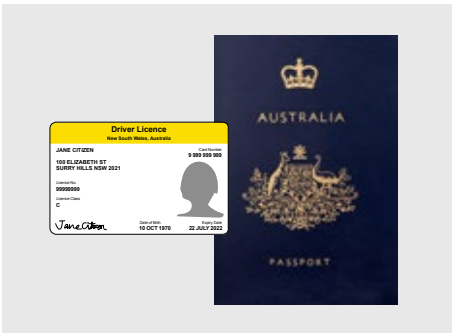 Driver Licence
New South Wales, Australia
JANE CITIZEN
Card Number
9 999 999 999
100 ELIZABETH ST
SURRY HILLS NSW 2021
Licence No.
99999999
Licence Class
C
Jane Citizen
Date of Birth
10 OCT 1970
Expiry Date
22 JULY 2022
AUSTRALIA
PASSPORT